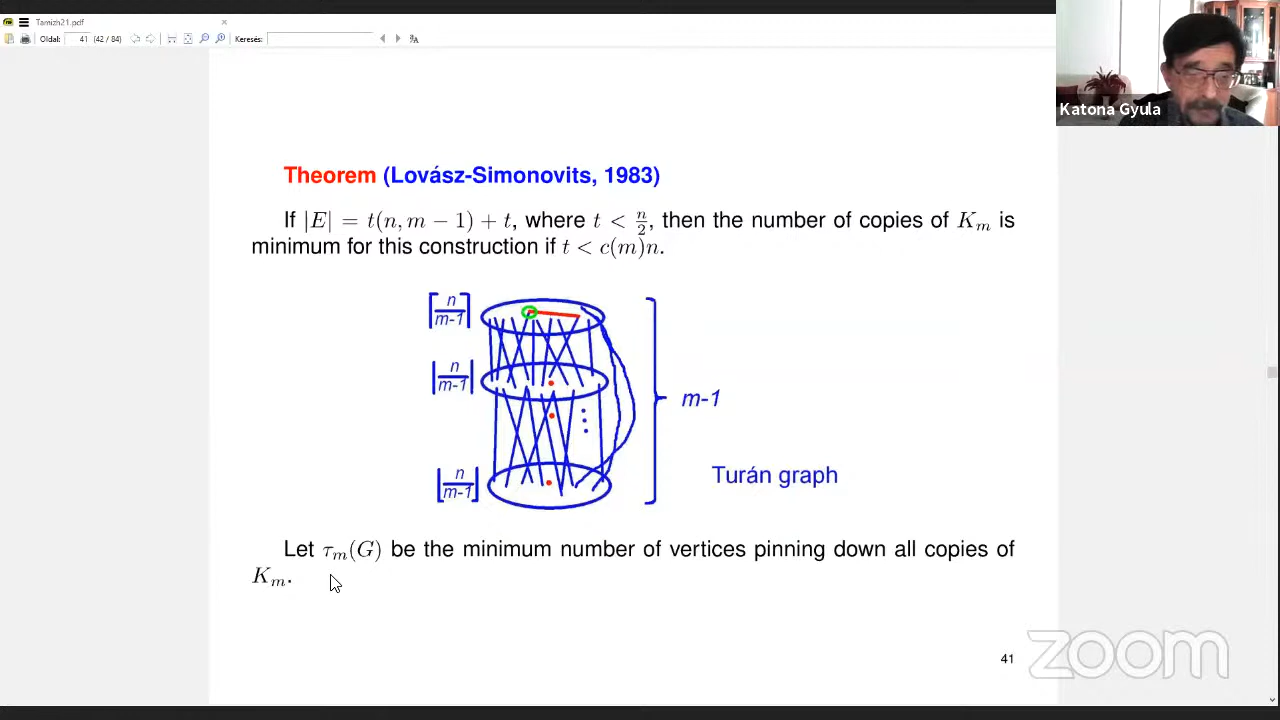 Tamizh21.pdf
Oldal: 41 (42 / 84) Keresés:
Katona Gyula
Theorem (Lovász-Simonovits, 1983)
If |E| = t(n, m − 1) + t, where t < n/2, then the number of copies of K_m is
minimum for this construction if t < c(m)n.
⌈n/m-1⌉
⌊n/m-1⌋
m-1
⌊n/m-1⌋
Turán graph
Let τ_m(G) be the minimum number of vertices pinning down all copies of
K_m.
41
zoom